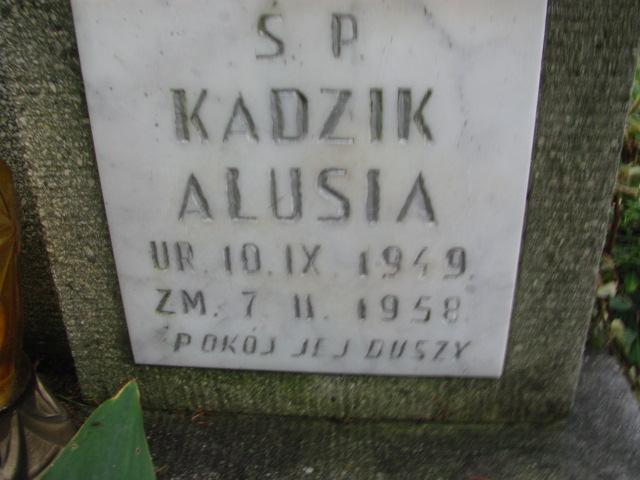 Ś. P.
KADZIK
ALUSIA
UR. 10. IX. 1949.
ZM. 7. II. 1958.
POKÓJ JEJ DUSZY